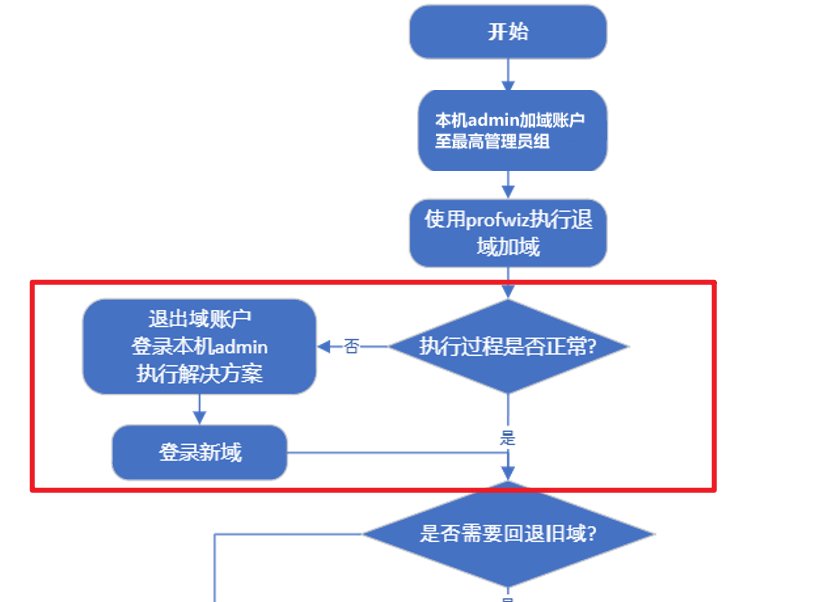 开始
本机admin加域账户
至最高管理员组
使用profwiz执行退
域加域
执行过程是否正常?
否
退出域账户
登录本机admin
执行解决方案
是
登录新域
是否需要回退旧域?